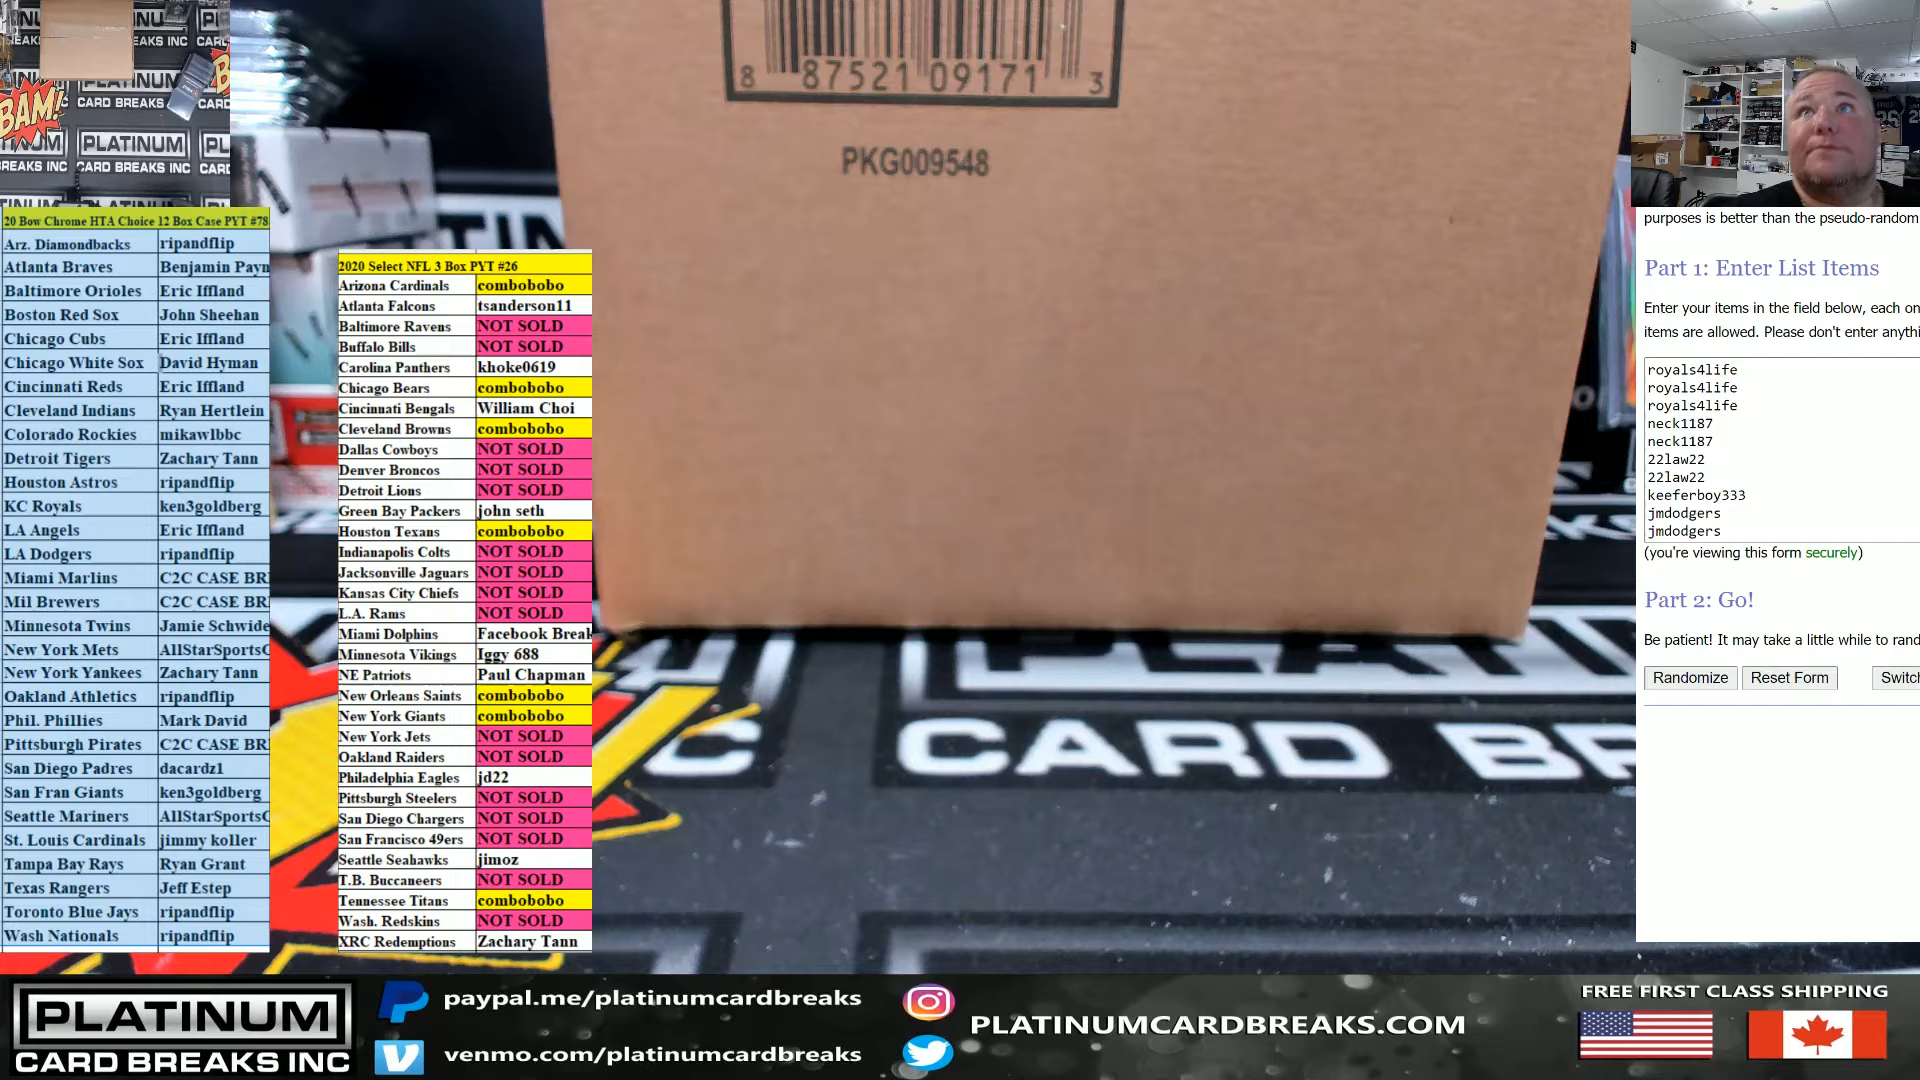 8 87521 09171 3
PKG009548
20 Bow Chrome HTA Choice 12 Box Case PYT #78
Arz. Diamondbacks ripandflip
Atlanta Braves Benjamin Payn
Baltimore Orioles Eric Iffland
Boston Red Sox John Sheehan
Chicago Cubs Eric Iffland
Chicago White Sox David Hyman
Cincinnati Reds Eric Iffland
Cleveland Indians Ryan Hertlein
Colorado Rockies mikawlbbc
Detroit Tigers Zachary Tann
Houston Astros ripandflip
KC Royals ken3goldberg
LA Angels Eric Iffland
LA Dodgers ripandflip
Miami Marlins C2C CASE BR
Mil Brewers C2C CASE BR
Minnesota Twins Jamie Schwide
New York Mets AllStarSports
New York Yankees Zachary Tann
Oakland Athletics ripandflip
Phil. Phillies Mark David
Pittsburgh Pirates C2C CASE BR
San Diego Padres dacardz1
San Fran Giants ken3goldberg
Seattle Mariners AllStarSports
St. Louis Cardinals jimmy koller
Tampa Bay Rays Ryan Grant
Texas Rangers Jeff Estep
Toronto Blue Jays ripandflip
Wash Nationals ripandflip
2020 Select NFL 3 Box PYT #26
Arizona Cardinals combobobo
Atlanta Falcons tsanderson11
Baltimore Ravens NOT SOLD
Buffalo Bills NOT SOLD
Carolina Panthers khoke0619
Chicago Bears combobobo
Cincinnati Bengals William Choi
Cleveland Browns combobobo
Dallas Cowboys NOT SOLD
Denver Broncos NOT SOLD
Detroit Lions NOT SOLD
Green Bay Packers john seth
Houston Texans combobobo
Indianapolis Colts NOT SOLD
Jacksonville Jaguars NOT SOLD
Kansas City Chiefs NOT SOLD
L.A. Rams NOT SOLD
Miami Dolphins Facebook Break
Minnesota Vikings Iggy 688
NE Patriots Paul Chapman
New Orleans Saints combobobo
New York Giants combobobo
New York Jets NOT SOLD
Oakland Raiders NOT SOLD
Philadelphia Eagles jd22
Pittsburgh Steelers NOT SOLD
San Diego Chargers NOT SOLD
San Francisco 49ers NOT SOLD
Seattle Seahawks jimoz
T.B. Buccaneers NOT SOLD
Tennessee Titans combobobo
Wash. Redskins NOT SOLD
XRC Redemptions Zachary Tann
purposes is better than the pseudo-random
Part 1: Enter List Items
Enter your items in the field below, each on
items are allowed. Please don't enter anythi
royals4life
royals4life
royals4life
neck1187
neck1187
22law22
22law22
keeferboy333
jmdodgers
jmdodgers
(you're viewing this form securely)
Part 2: Go!
Be patient! It may take a little while to rand
Randomize Reset Form Switch
BAM!
PLATINUM
CARD BREAKS INC
C CARD BR
PLATINUM
CARD BREAKS INC
paypal.me/platinumcardbreaks
venmo.com/platinumcardbreaks
PLATINUMCARDBREAKS.COM
FREE FIRST CLASS SHIPPING